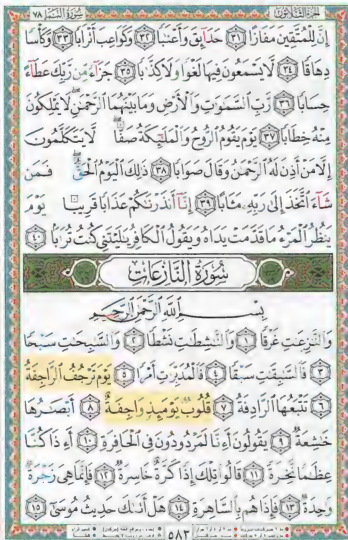 الجزء الثلاثون سورة النبإ ٧٨
إِنَّ لِلْمُتَّقِينَ مَفَازًا ٣١ حَدَائِقَ وَأَعْنَٰبًا ٣٢ وَكَوَاعِبَ أَتْرَابًا ٣٣ وَكَأْسًا
دِهَاقًا ٣٤ لَّا يَسْمَعُونَ فِيهَا لَغْوًا وَلَا كِذَّٰبًا ٣٥ جَزَآءً مِّن رَّبِّكَ عَطَآءً
حِسَابًا ٣٦ رَّبِّ ٱلسَّمَٰوَٰتِ وَٱلْأَرْضِ وَمَا بَيْنَهُمَا ٱلرَّحْمَٰنِ لَا يَمْلِكُونَ
مِنْهُ خِطَابًا ٣٧ يَوْمَ يَقُومُ ٱلرُّوحُ وَٱلْمَلَٰٓئِكَةُ صَفًّا لَّا يَتَكَلَّمُونَ
إِلَّا مَنْ أَذِنَ لَهُ ٱلرَّحْمَٰنُ وَقَالَ صَوَابًا ٣٨ ذَٰلِكَ ٱلْيَوْمُ ٱلْحَقُّ فَمَن
شَآءَ ٱتَّخَذَ إِلَىٰ رَبِّهِۦ مَـَٔابًا ٣٩ إِنَّآ أَنذَرْنَٰكُمْ عَذَابًا قَرِيبًا يَوْمَ
يَنظُرُ ٱلْمَرْءُ مَا قَدَّمَتْ يَدَاهُ وَيَقُولُ ٱلْكَافِرُ يَٰلَيْتَنِى كُنتُ تُرَٰبًۢا ٤٠
سُورَةُ النَّازِعَاتِ
بِسْمِ ٱللَّهِ ٱلرَّحْمَٰنِ ٱلرَّحِيمِ
وَٱلنَّٰزِعَٰتِ غَرْقًا ١ وَٱلنَّٰشِطَٰتِ نَشْطًا ٢ وَٱلسَّٰبِحَٰتِ سَبْحًا
٣ فَٱلسَّٰبِقَٰتِ سَبْقًا ٤ فَٱلْمُدَبِّرَٰتِ أَمْرًا ٥ يَوْمَ تَرْجُفُ ٱلرَّاجِفَةُ
٦ تَتْبَعُهَا ٱلرَّادِفَةُ ٧ قُلُوبٌ يَوْمَئِذٍ وَاجِفَةٌ ٨ أَبْصَٰرُهَا
خَٰشِعَةٌ ٩ يَقُولُونَ أَءِنَّا لَمَرْدُودُونَ فِى ٱلْحَافِرَةِ ١٠ أَءِذَا كُنَّا
عِظَٰمًا نَّخِرَةً ١١ قَالُوا۟ تِلْكَ إِذًا كَرَّةٌ خَاسِرَةٌ ١٢ فَإِنَّمَا هِىَ زَجْرَةٌ
وَٰحِدَةٌ ١٣ فَإِذَا هُم بِٱلسَّاهِرَةِ ١٤ هَلْ أَتَىٰكَ حَدِيثُ مُوسَىٰٓ ١٥
٥٨٣